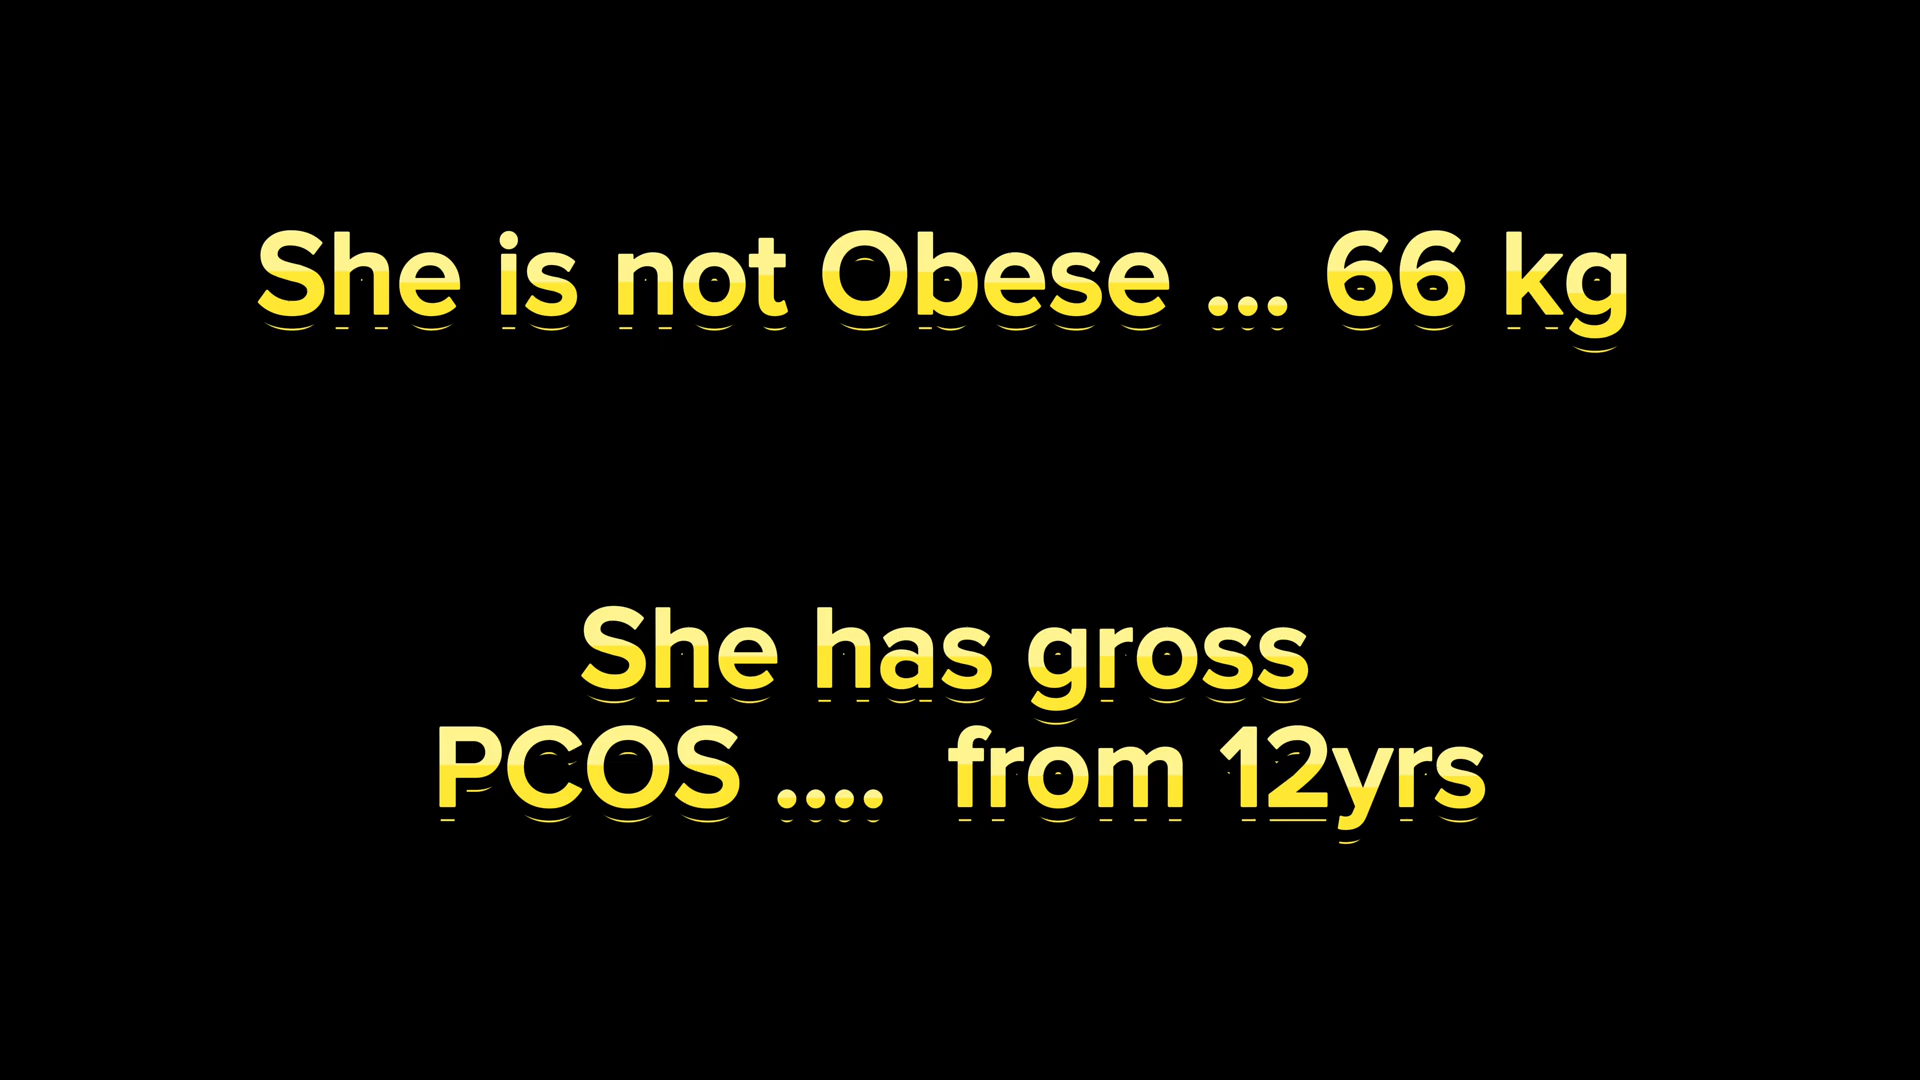 She is not Obese ... 66 kg
She has gross
PCOS ....  from 12yrs